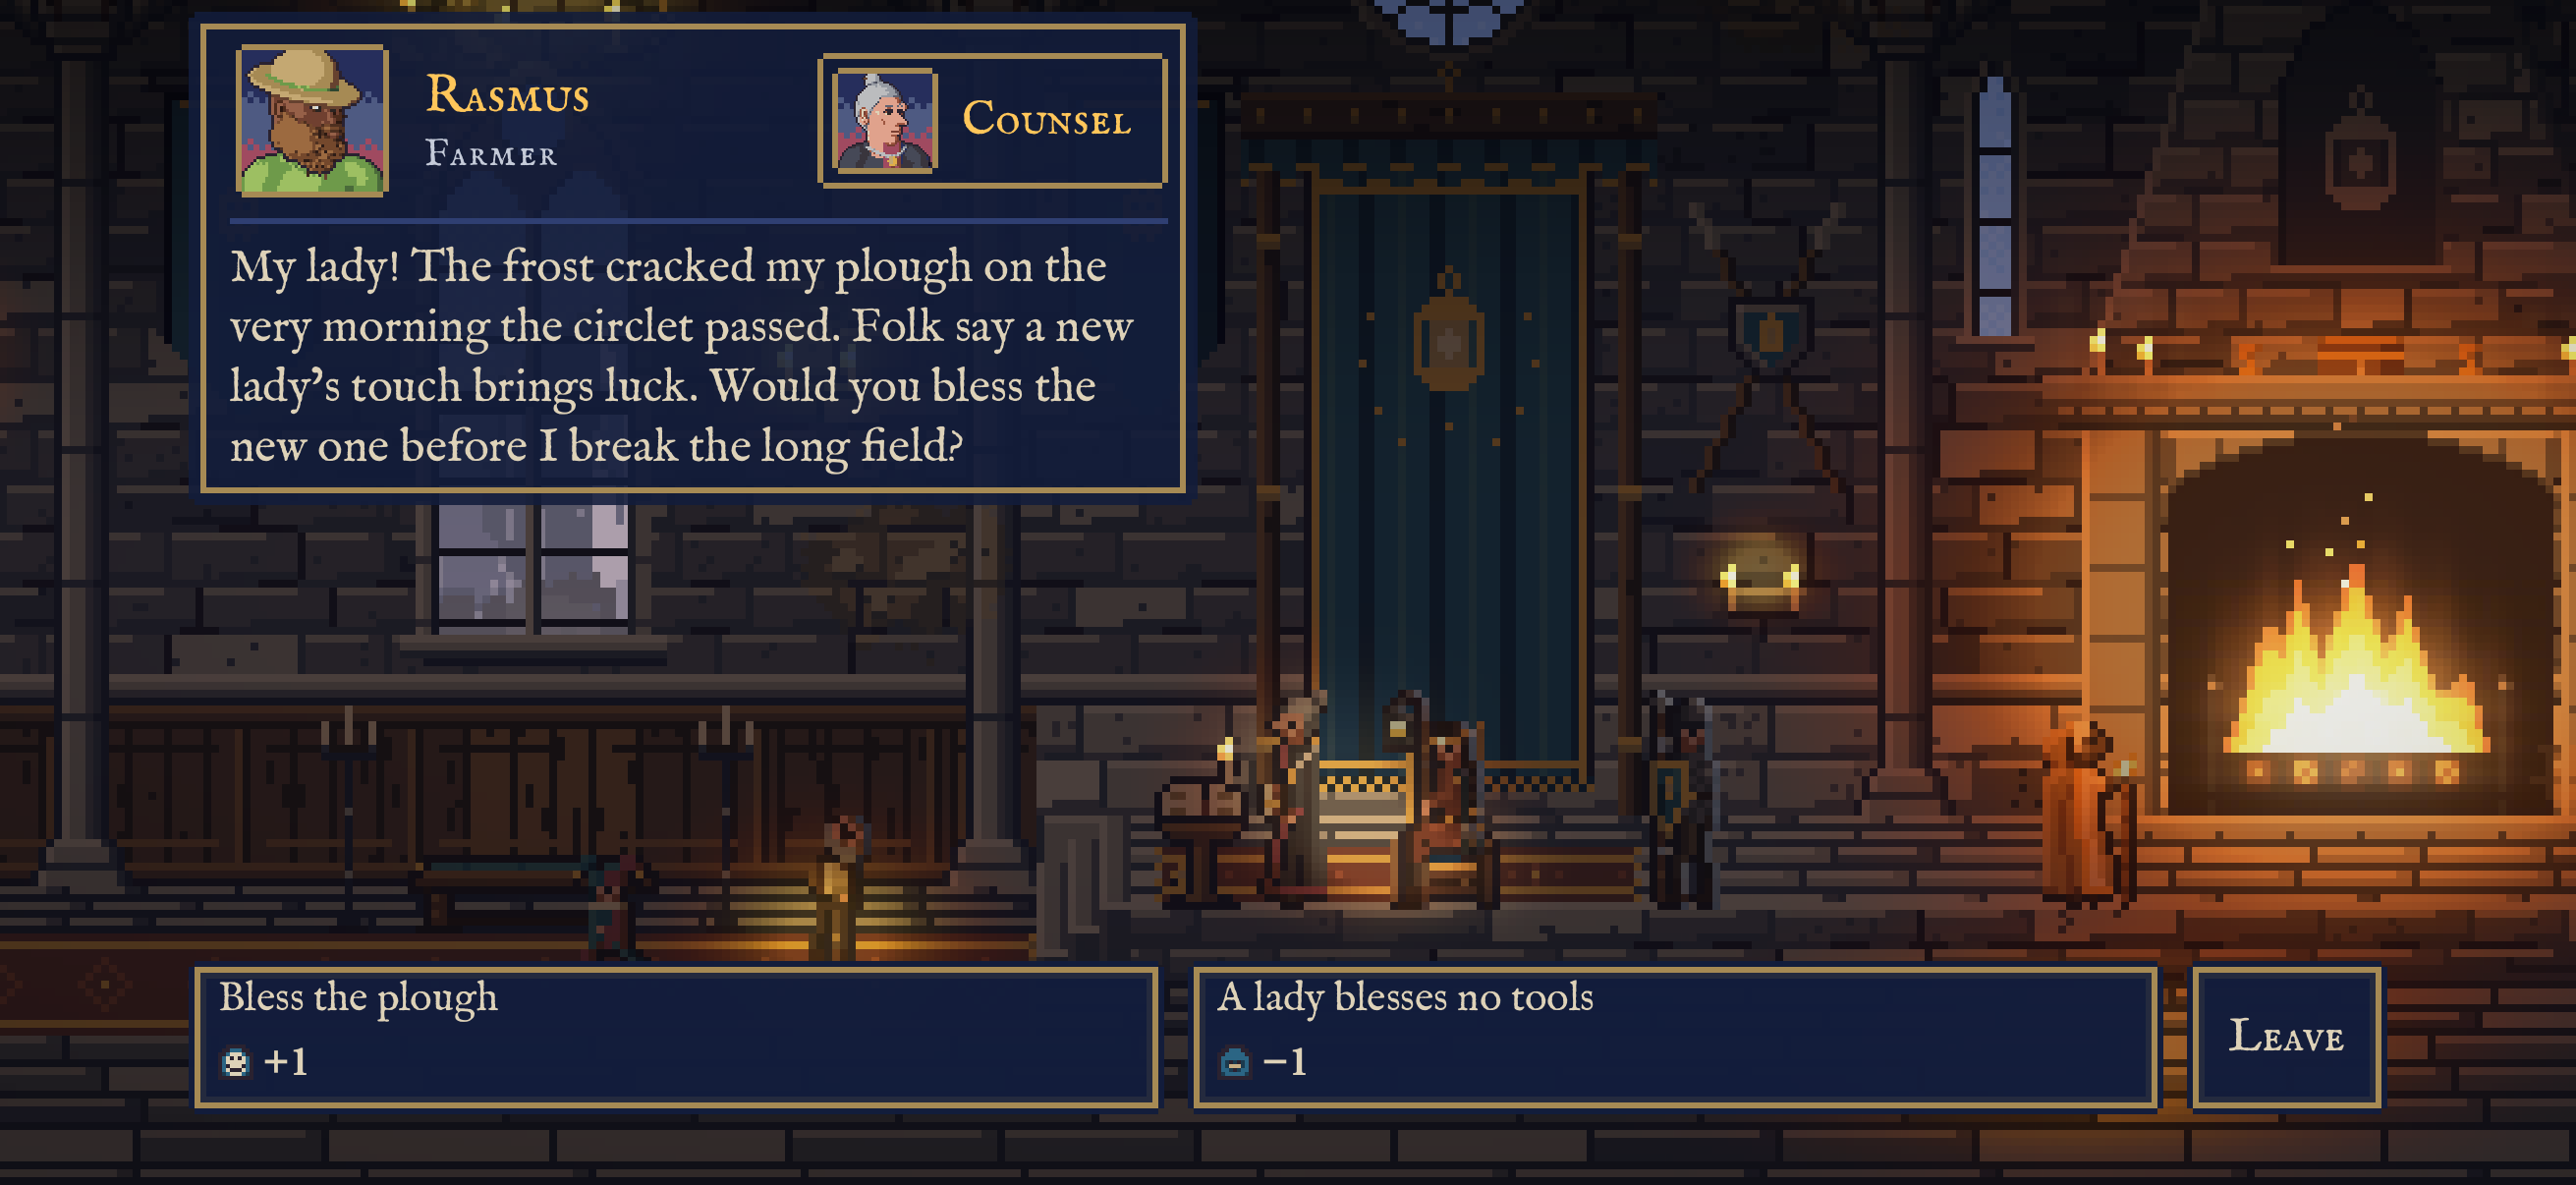 Rasmus
Farmer
Counsel
My lady! The frost cracked my plough on the
very morning the circlet passed. Folk say a new
lady’s touch brings luck. Would you bless the
new one before I break the long field?
Bless the plough
+1
A lady blesses no tools
−1
Leave